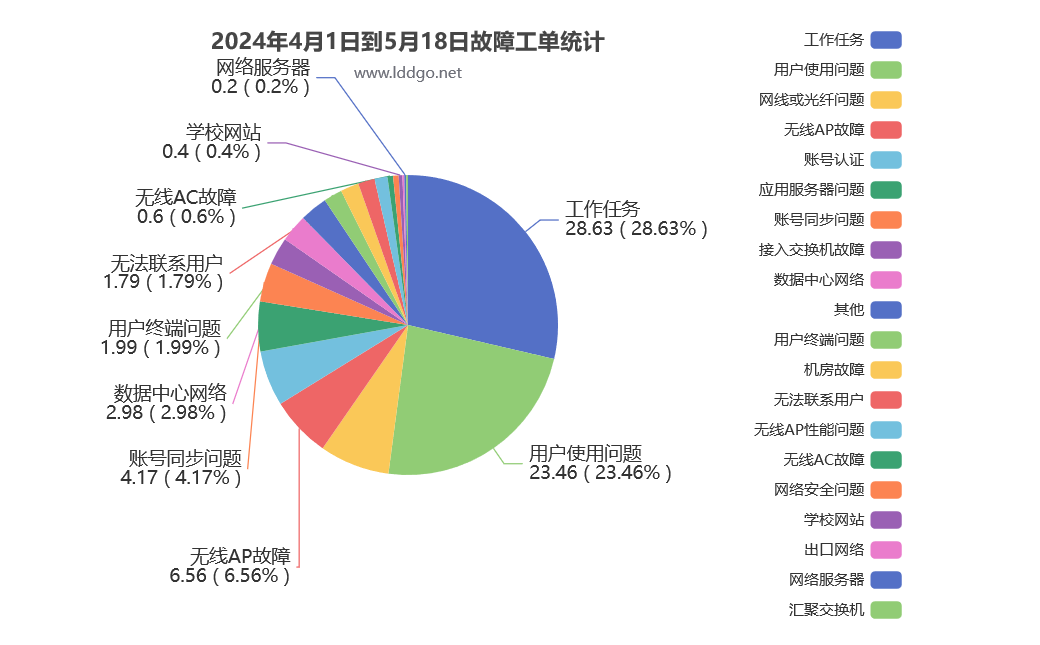 2024年4月1日到5月18日故障工单统计
www.lddgo.net
网络服务器
0.2 ( 0.2% )
学校网站
0.4 ( 0.4% )
无线AC故障
0.6 ( 0.6% )
无法联系用户
1.79 ( 1.79% )
用户终端问题
1.99 ( 1.99% )
数据中心网络
2.98 ( 2.98% )
账号同步问题
4.17 ( 4.17% )
无线AP故障
6.56 ( 6.56% )
工作任务
28.63 ( 28.63% )
用户使用问题
23.46 ( 23.46% )
工作任务
用户使用问题
网线或光纤问题
无线AP故障
账号认证
应用服务器问题
账号同步问题
接入交换机故障
数据中心网络
其他
用户终端问题
机房故障
无法联系用户
无线AP性能问题
无线AC故障
网络安全问题
学校网站
出口网络
网络服务器
汇聚交换机